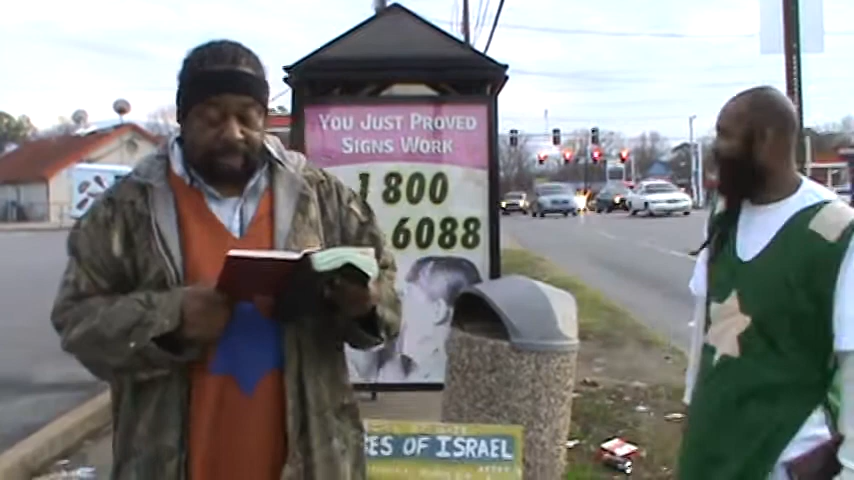 YOU JUST PROVED
SIGNS WORK
1 800
6088
ES OF ISRAEL